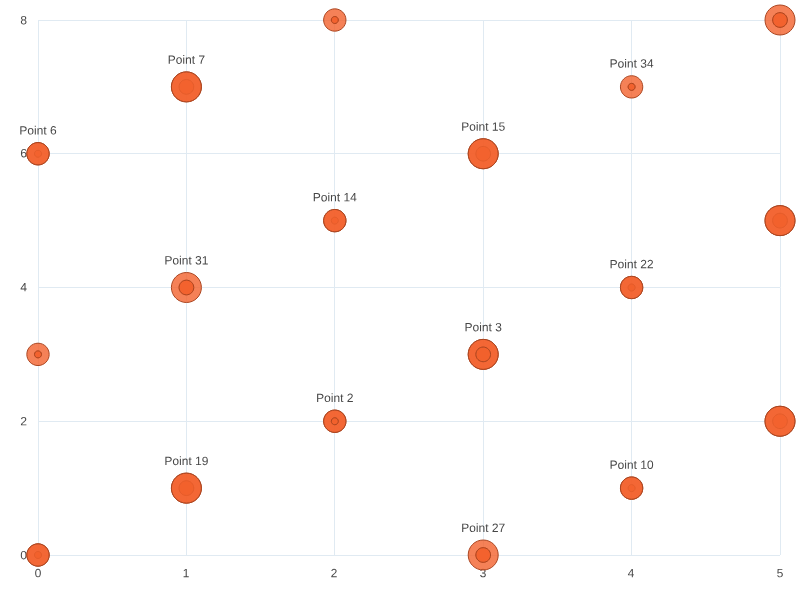 8
Point 7
Point 34
Point 6
Point 15
6
Point 14
Point 31
Point 22
4
Point 3
Point 2
2
Point 19
Point 10
Point 27
0
0 1 2 3 4 5